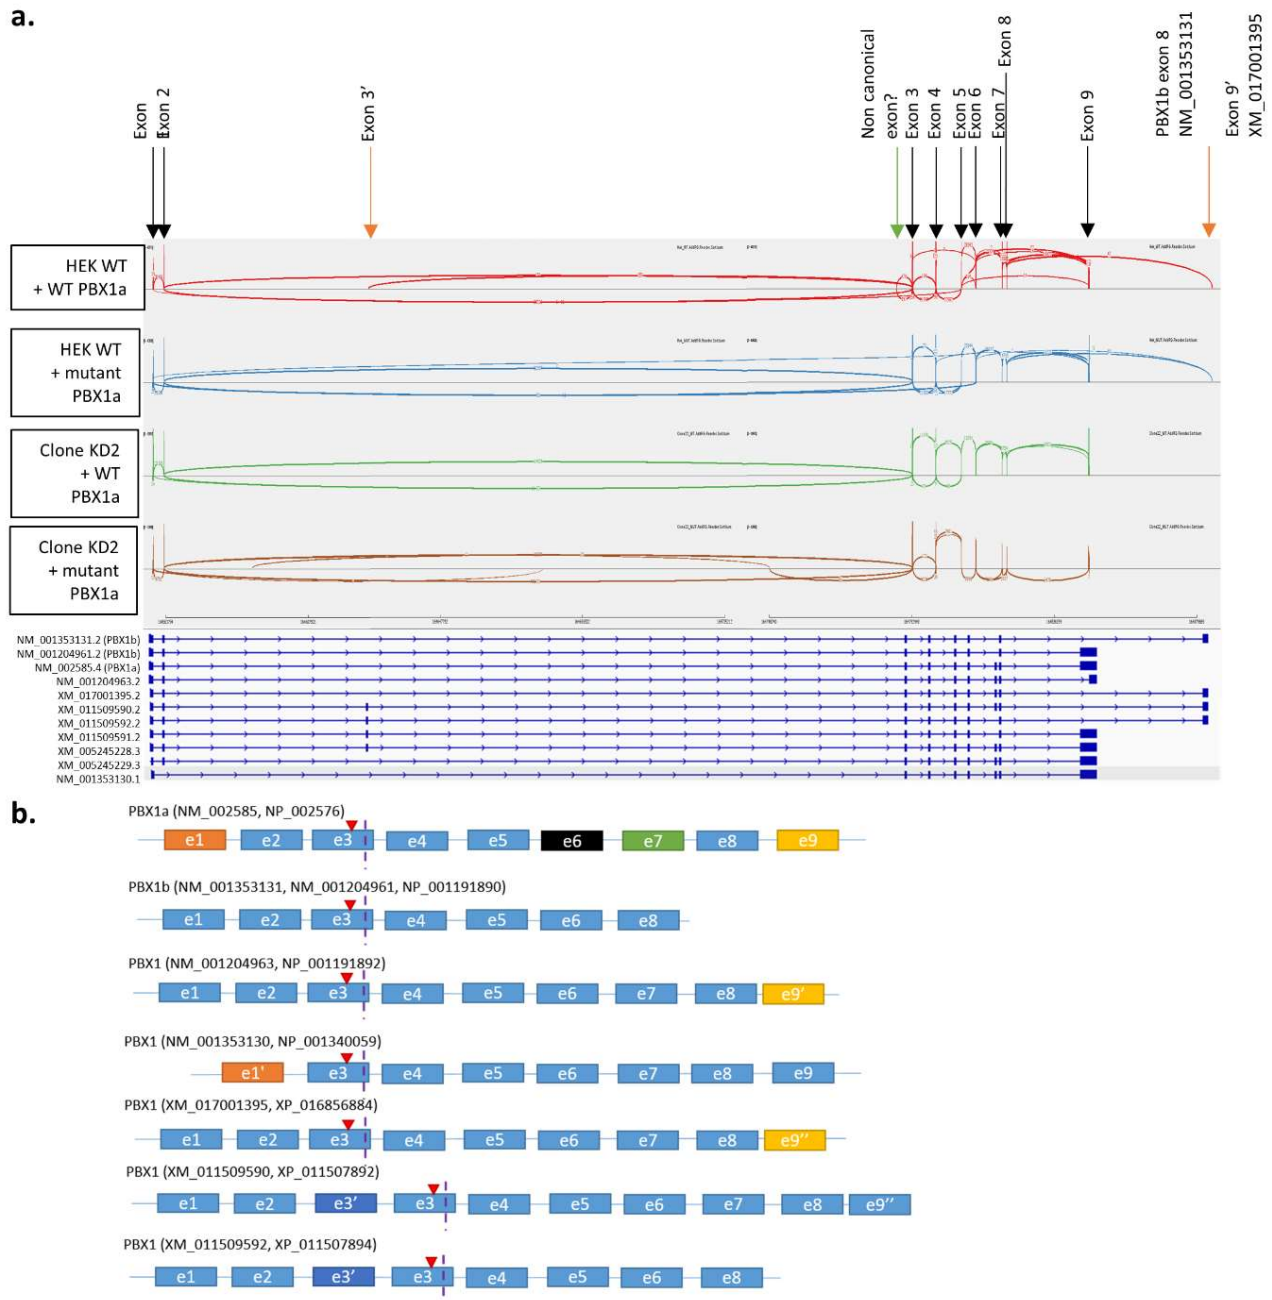 a.
Exon 1
Exon 2
Exon 3’
Non canonical
exon?
Exon 3
Exon 4
Exon 5
Exon 6
Exon 7
Exon 8
Exon 9
PBX1b exon 8
NM_001353131
Exon 9’
XM_017001395
HEK WT
+ WT PBX1a
HEK WT
+ mutant
PBX1a
Clone KD2
+ WT
PBX1a
Clone KD2
+ mutant
PBX1a
NM_001353131.2 (PBX1b)
NM_001204961.2 (PBX1b)
NM_002585.4 (PBX1a)
NM_001204963.2
XM_017001395.2
XM_011509590.2
XM_011509592.2
XM_011509591.2
XM_005245228.3
XM_005245229.3
NM_001353130.1
b.
PBX1a (NM_002585, NP_002576)
e1 e2 e3 e4 e5 e6 e7 e8 e9
PBX1b (NM_001353131, NM_001204961, NP_001191890)
e1 e2 e3 e4 e5 e6 e8
PBX1 (NM_001204963, NP_001191892)
e1 e2 e3 e4 e5 e6 e7 e8 e9’
PBX1 (NM_001353130, NP_001340059)
e1' e3 e4 e5 e6 e7 e8 e9
PBX1 (XM_017001395, XP_016856884)
e1 e2 e3 e4 e5 e6 e7 e8 e9’’
PBX1 (XM_011509590, XP_011507892)
e1 e2 e3’ e3 e4 e5 e6 e7 e8 e9’’
PBX1 (XM_011509592, XP_011507894)
e1 e2 e3’ e3 e4 e5 e6 e8